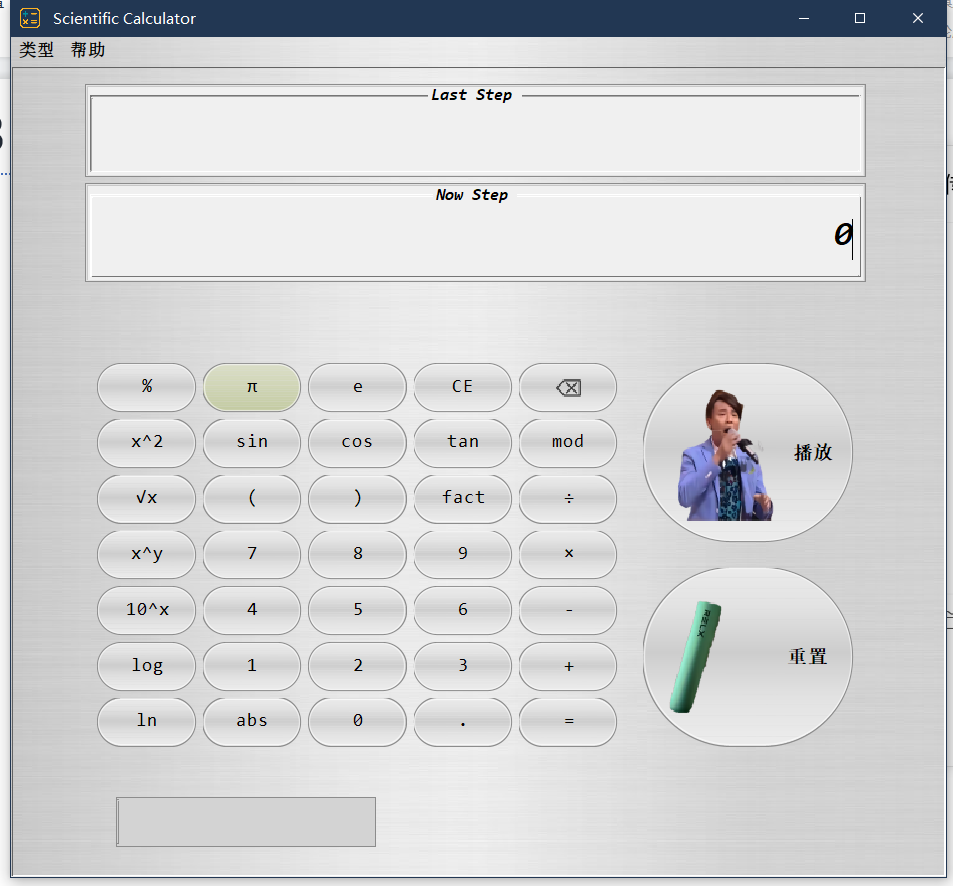 Scientific Calculator
类型 帮助
Last Step
Now Step
0
% π e CE
x^2 sin cos tan mod
√x ( ) fact ÷
x^y 7 8 9 ×
10^x 4 5 6 -
log 1 2 3 +
ln abs 0 . =
播放
RELX
重置